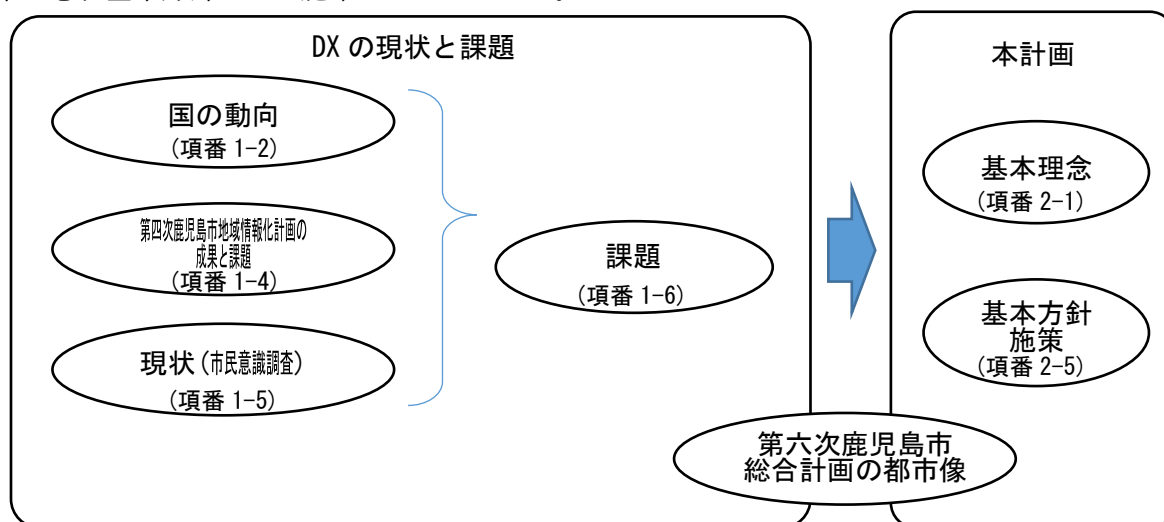 DX の現状と課題
国の動向
(項番 1-2)
第四次鹿児島市地域情報化計画の
成果と課題
(項番 1-4)
現状(市民意識調査)
(項番 1-5)
課題
(項番 1-6)
本計画
基本理念
(項番 2-1)
基本方針
施策
(項番 2-5)
第六次鹿児島市
総合計画の都市像